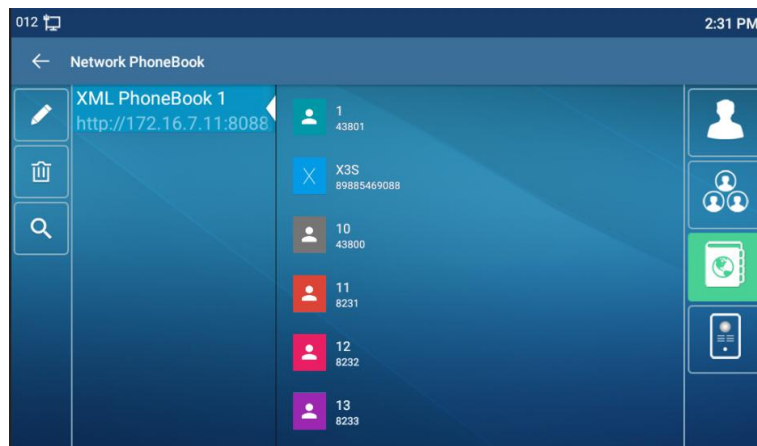 012
2:31 PM
Network PhoneBook
XML PhoneBook 1
http://172.16.7.11:8088
1
43801
X
X3S
89885469088
10
43800
11
8231
12
8232
13
8233